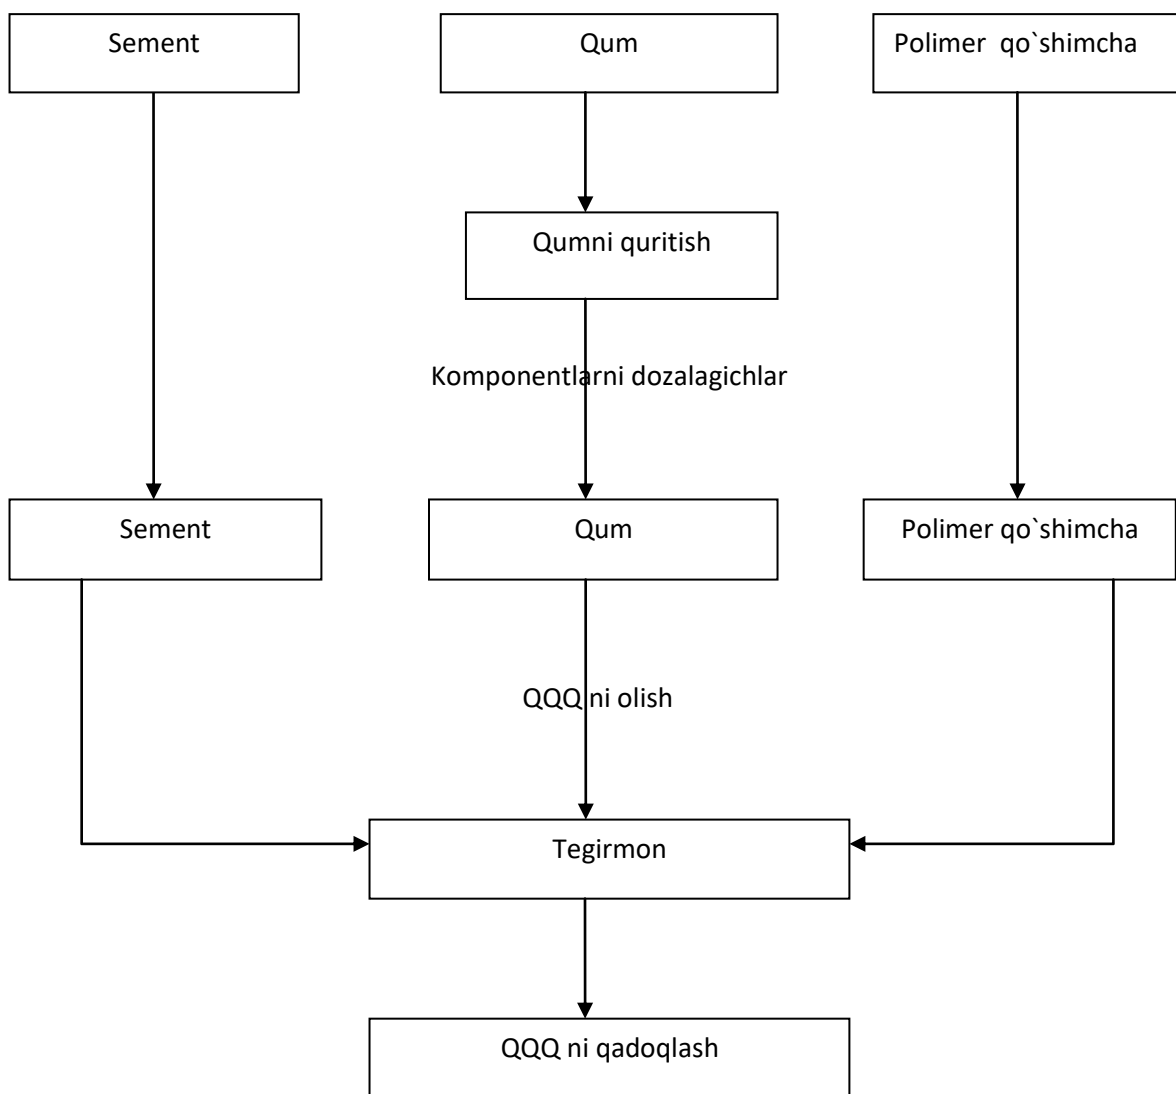 Sement
Qum
Polimer qo`shimcha
Qumni quritish
Komponentlarni dozalagichlar
Sement
Qum
Polimer qo`shimcha
QQQ ni olish
Tegirmon
QQQ ni qadoqlash